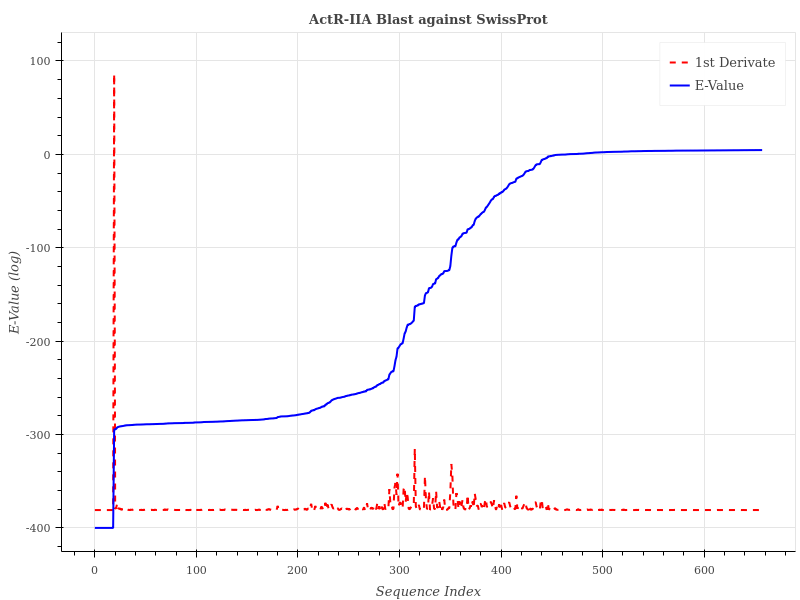 ActR-IIA Blast against SwissProt
1st Derivate
E-Value
E-Value (log)
100
0
-100
-200
-300
-400
0 100 200 300 400 500 600
Sequence Index